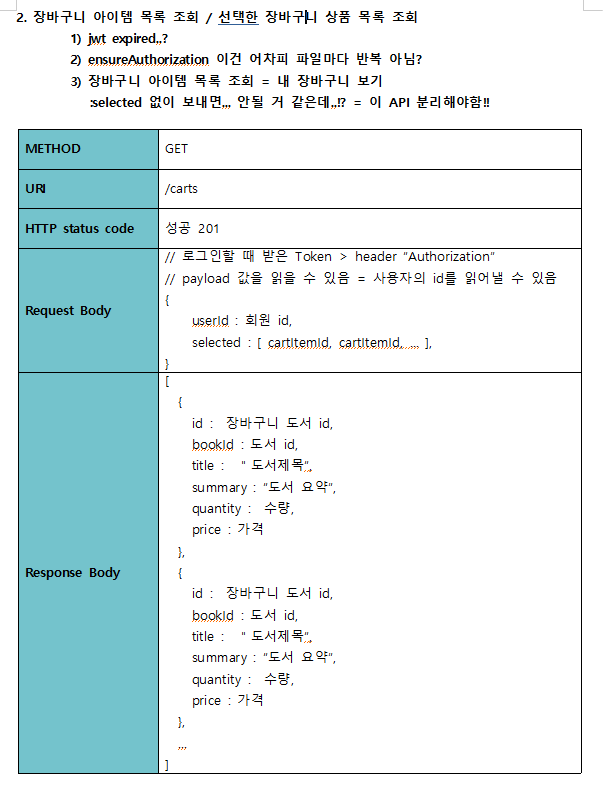 2. 장바구니 아이템 목록 조회 / 선택한 장바구니 상품 목록 조회
1) jwt expired,,?
2) ensureAuthorization 이건 어차피 파일마다 반복 아님?
3) 장바구니 아이템 목록 조회 = 내 장바구니 보기
:selected 없이 보내면,,, 안될 거 같은데,,!? = 이 API 분리해야함!!
METHOD GET
URI /carts
HTTP status code 성공 201
Request Body
// 로그인할 때 받은 Token > header "Authorization"
// payload 값을 읽을 수 있음 = 사용자의 id를 읽어낼 수 있음
{
userId : 회원 id,
selected : [ cartItemId, cartItemId, ,,, ],
}
Response Body
[
{
id : 장바구니 도서 id,
bookId : 도서 id,
title : " 도서제목",
summary : "도서 요약",
quantity : 수량,
price : 가격
},
{
id : 장바구니 도서 id,
bookId : 도서 id,
title : " 도서제목",
summary : "도서 요약",
quantity : 수량,
price : 가격
},
,,,
]